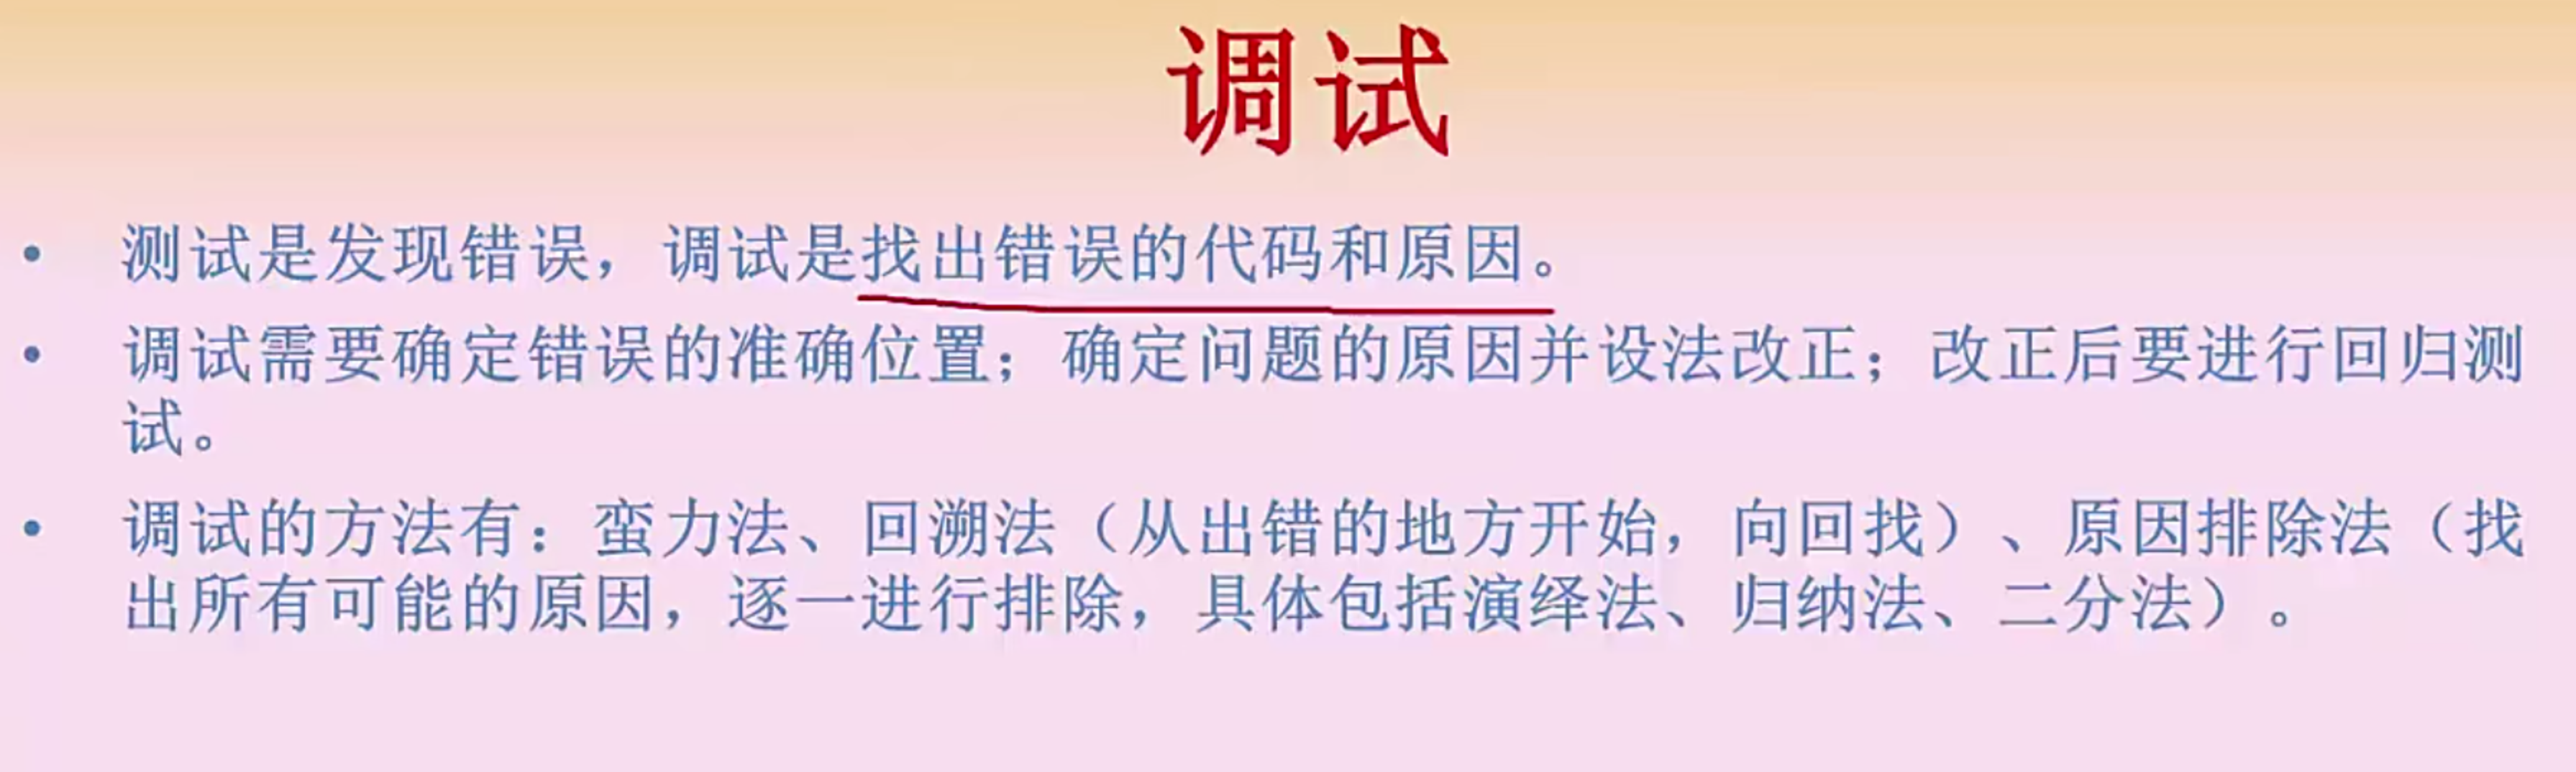 调试
• 测试是发现错误，调试是找出错误的代码和原因。
• 调试需要确定错误的准确位置；确定问题的原因并设法改正；改正后要进行回归测
试。
• 调试的方法有：蛮力法、回溯法（从出错的地方开始，向回找）、原因排除法（找
出所有可能的原因，逐一进行排除，具体包括演绎法、归纳法、二分法）。